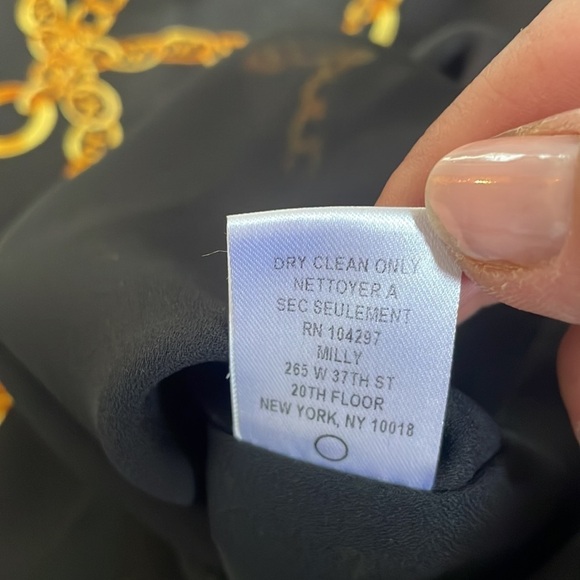 DRY CLEAN ONLY
NETTOYER A
SEC SEULEMENT
RN 104297
MILLY
265 W 37TH ST
20TH FLOOR
NEW YORK, NY 10018